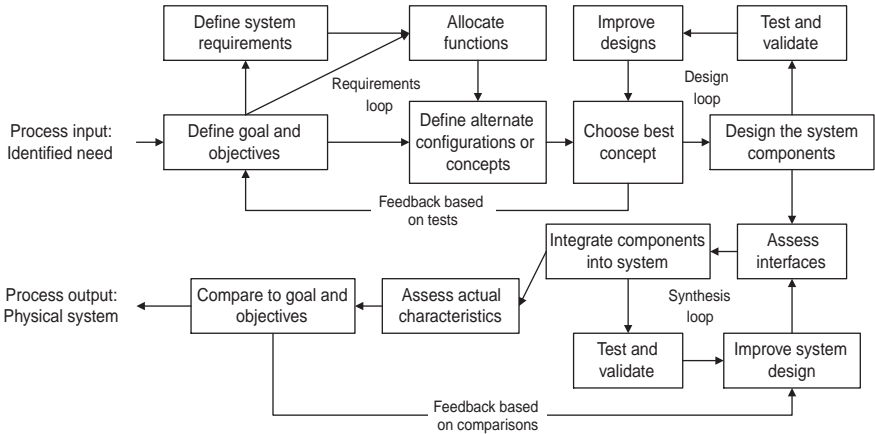 Define system
requirements
Allocate
functions
Improve
designs
Test and
validate
Requirements
loop
Design
loop
Process input:
Identified need
Define goal and
objectives
Define alternate
configurations or
concepts
Choose best
concept
Design the system
components
Feedback based
on tests
Integrate components
into system
Assess
interfaces
Process output:
Physical system
Compare to goal and
objectives
Assess actual
characteristics
Synthesis
loop
Test and
validate
Improve system
design
Feedback based
on comparisons